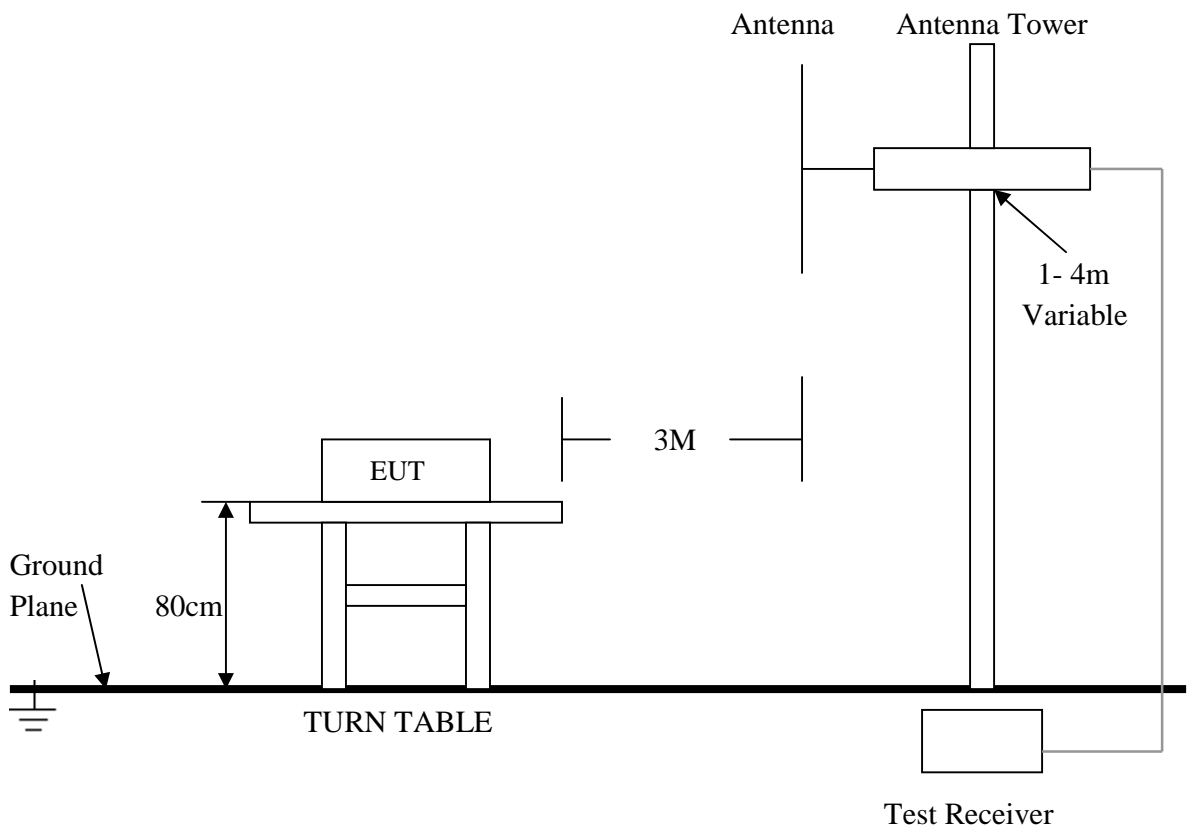 Antenna
Antenna Tower
1- 4m
Variable
3M
EUT
Ground
Plane
80cm
TURN TABLE
Test Receiver